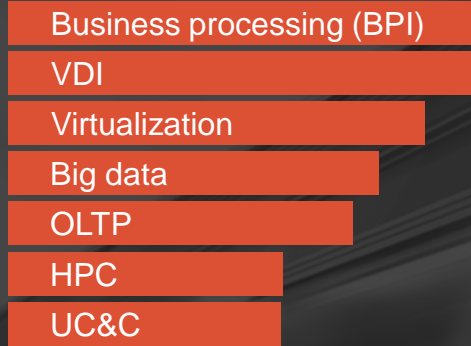 Business processing (BPI)
VDI
Virtualization
Big data
OLTP
HPC
UC&C